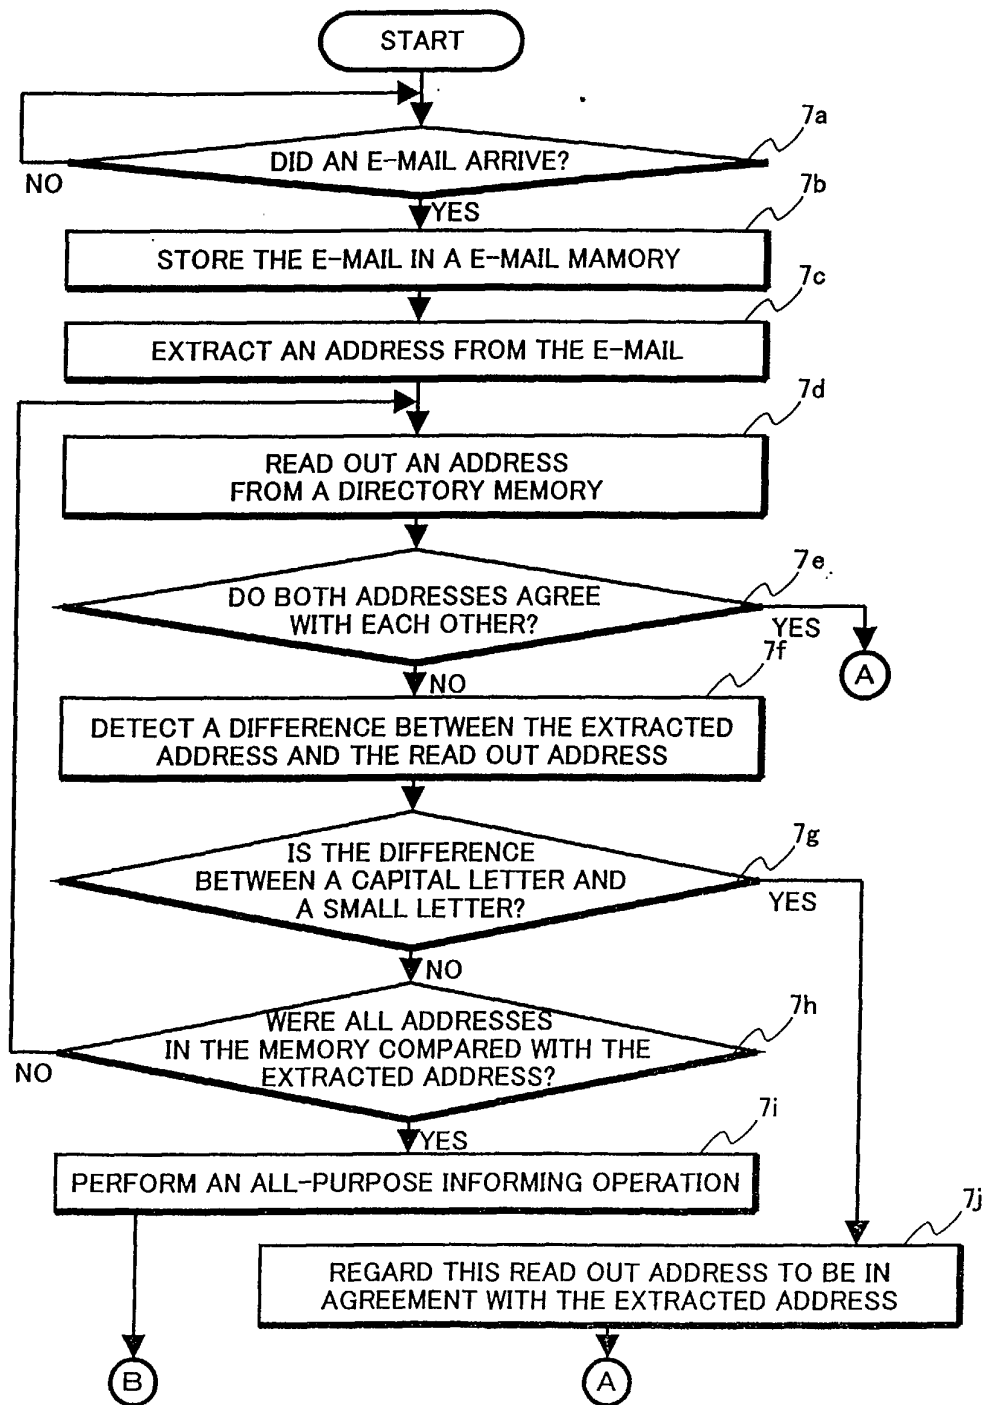 START
7a
DID AN E-MAIL ARRIVE?
NO
YES
7b
STORE THE E-MAIL IN A E-MAIL MAMORY
7c
EXTRACT AN ADDRESS FROM THE E-MAIL
7d
READ OUT AN ADDRESS
FROM A DIRECTORY MEMORY
7e
DO BOTH ADDRESSES AGREE
WITH EACH OTHER?
YES
A
NO
7f
DETECT A DIFFERENCE BETWEEN THE EXTRACTED
ADDRESS AND THE READ OUT ADDRESS
7g
IS THE DIFFERENCE
BETWEEN A CAPITAL LETTER AND
A SMALL LETTER?
YES
NO
7h
WERE ALL ADDRESSES
IN THE MEMORY COMPARED WITH THE
EXTRACTED ADDRESS?
NO
YES
7i
PERFORM AN ALL-PURPOSE INFORMING OPERATION
7j
REGARD THIS READ OUT ADDRESS TO BE IN
AGREEMENT WITH THE EXTRACTED ADDRESS
B
A